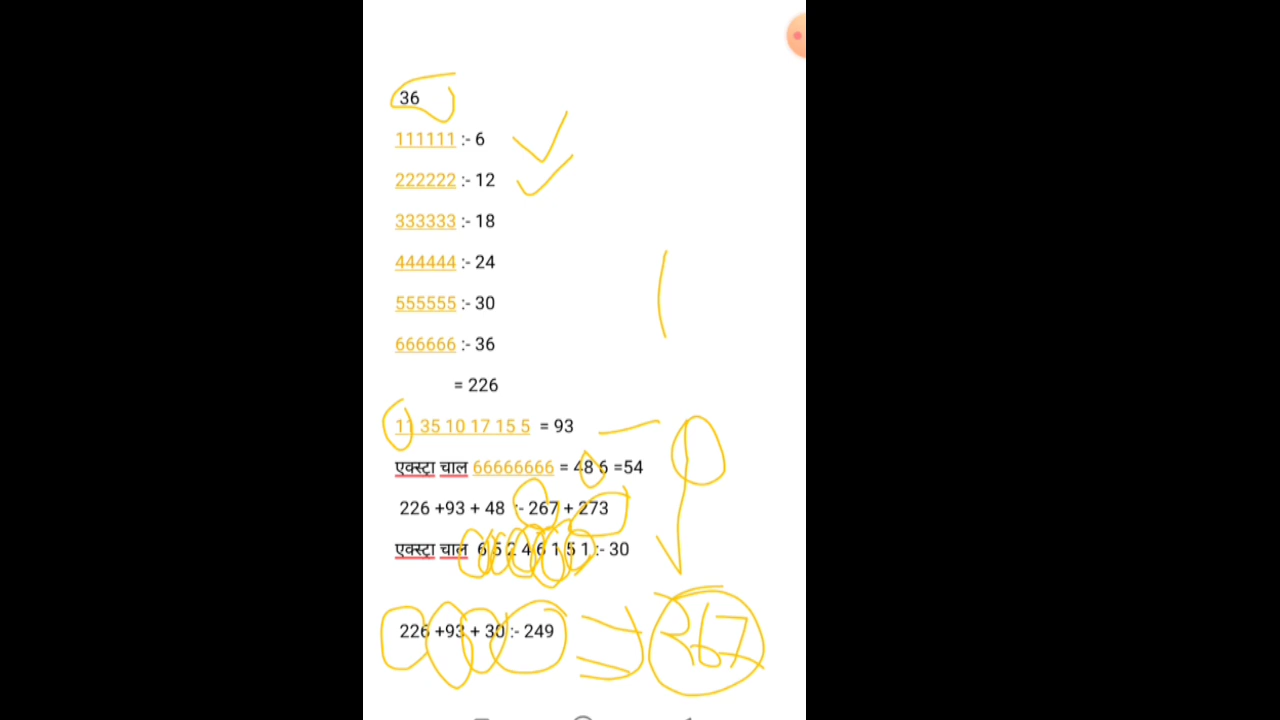 36
111111 :- 6
222222 :- 12
333333 :- 18
444444 :- 24
555555 :- 30
666666 :- 36
= 226
11 35 10 17 15 5 = 93
एक्स्ट्रा चाल 66666666 = 48 6 =54
226 +93 + 48 :- 267 + 273
एक्स्ट्रा चाल 6 5 2 4 6 1 5 1 :- 30
226 +93 + 30 :- 249
267